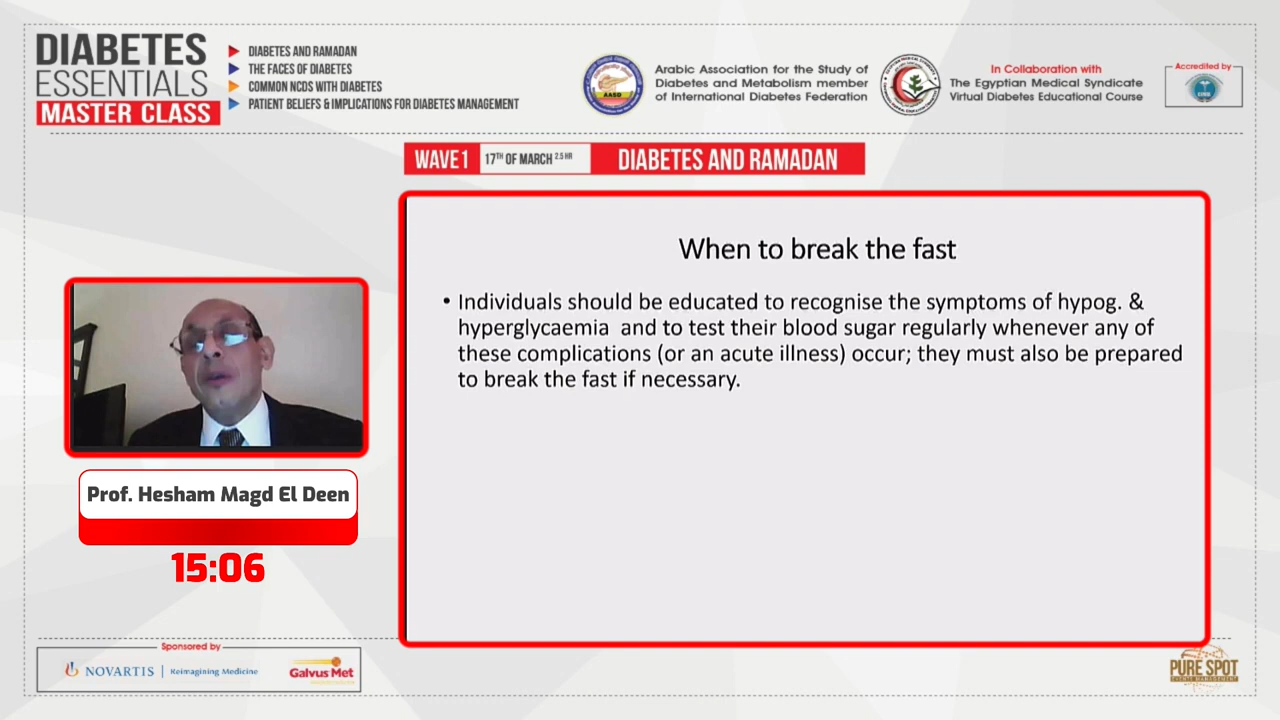 DIABETES
ESSENTIALS
MASTER CLASS
DIABETES AND RAMADAN
THE FACES OF DIABETES
COMMON NCDS WITH DIABETES
PATIENT BELIEFS & IMPLICATIONS FOR DIABETES MANAGEMENT
AASD
Arabic Association for the Study of
Diabetes and Metabolism member
of International Diabetes Federation
In Collaboration with
The Egyptian Medical Syndicate
Virtual Diabetes Educational Course
Accredited by
WAVE1 17TH OF MARCH 2.5 HR DIABETES AND RAMADAN
When to break the fast
• Individuals should be educated to recognise the symptoms of hypog. &
hyperglycaemia and to test their blood sugar regularly whenever any of
these complications (or an acute illness) occur; they must also be prepared
to break the fast if necessary.
Prof. Hesham Magd El Deen
15:06
Sponsored by
NOVARTIS | Reimagining Medicine
Galvus Met
PURE SPOT
EVENTS MANAGEMENT